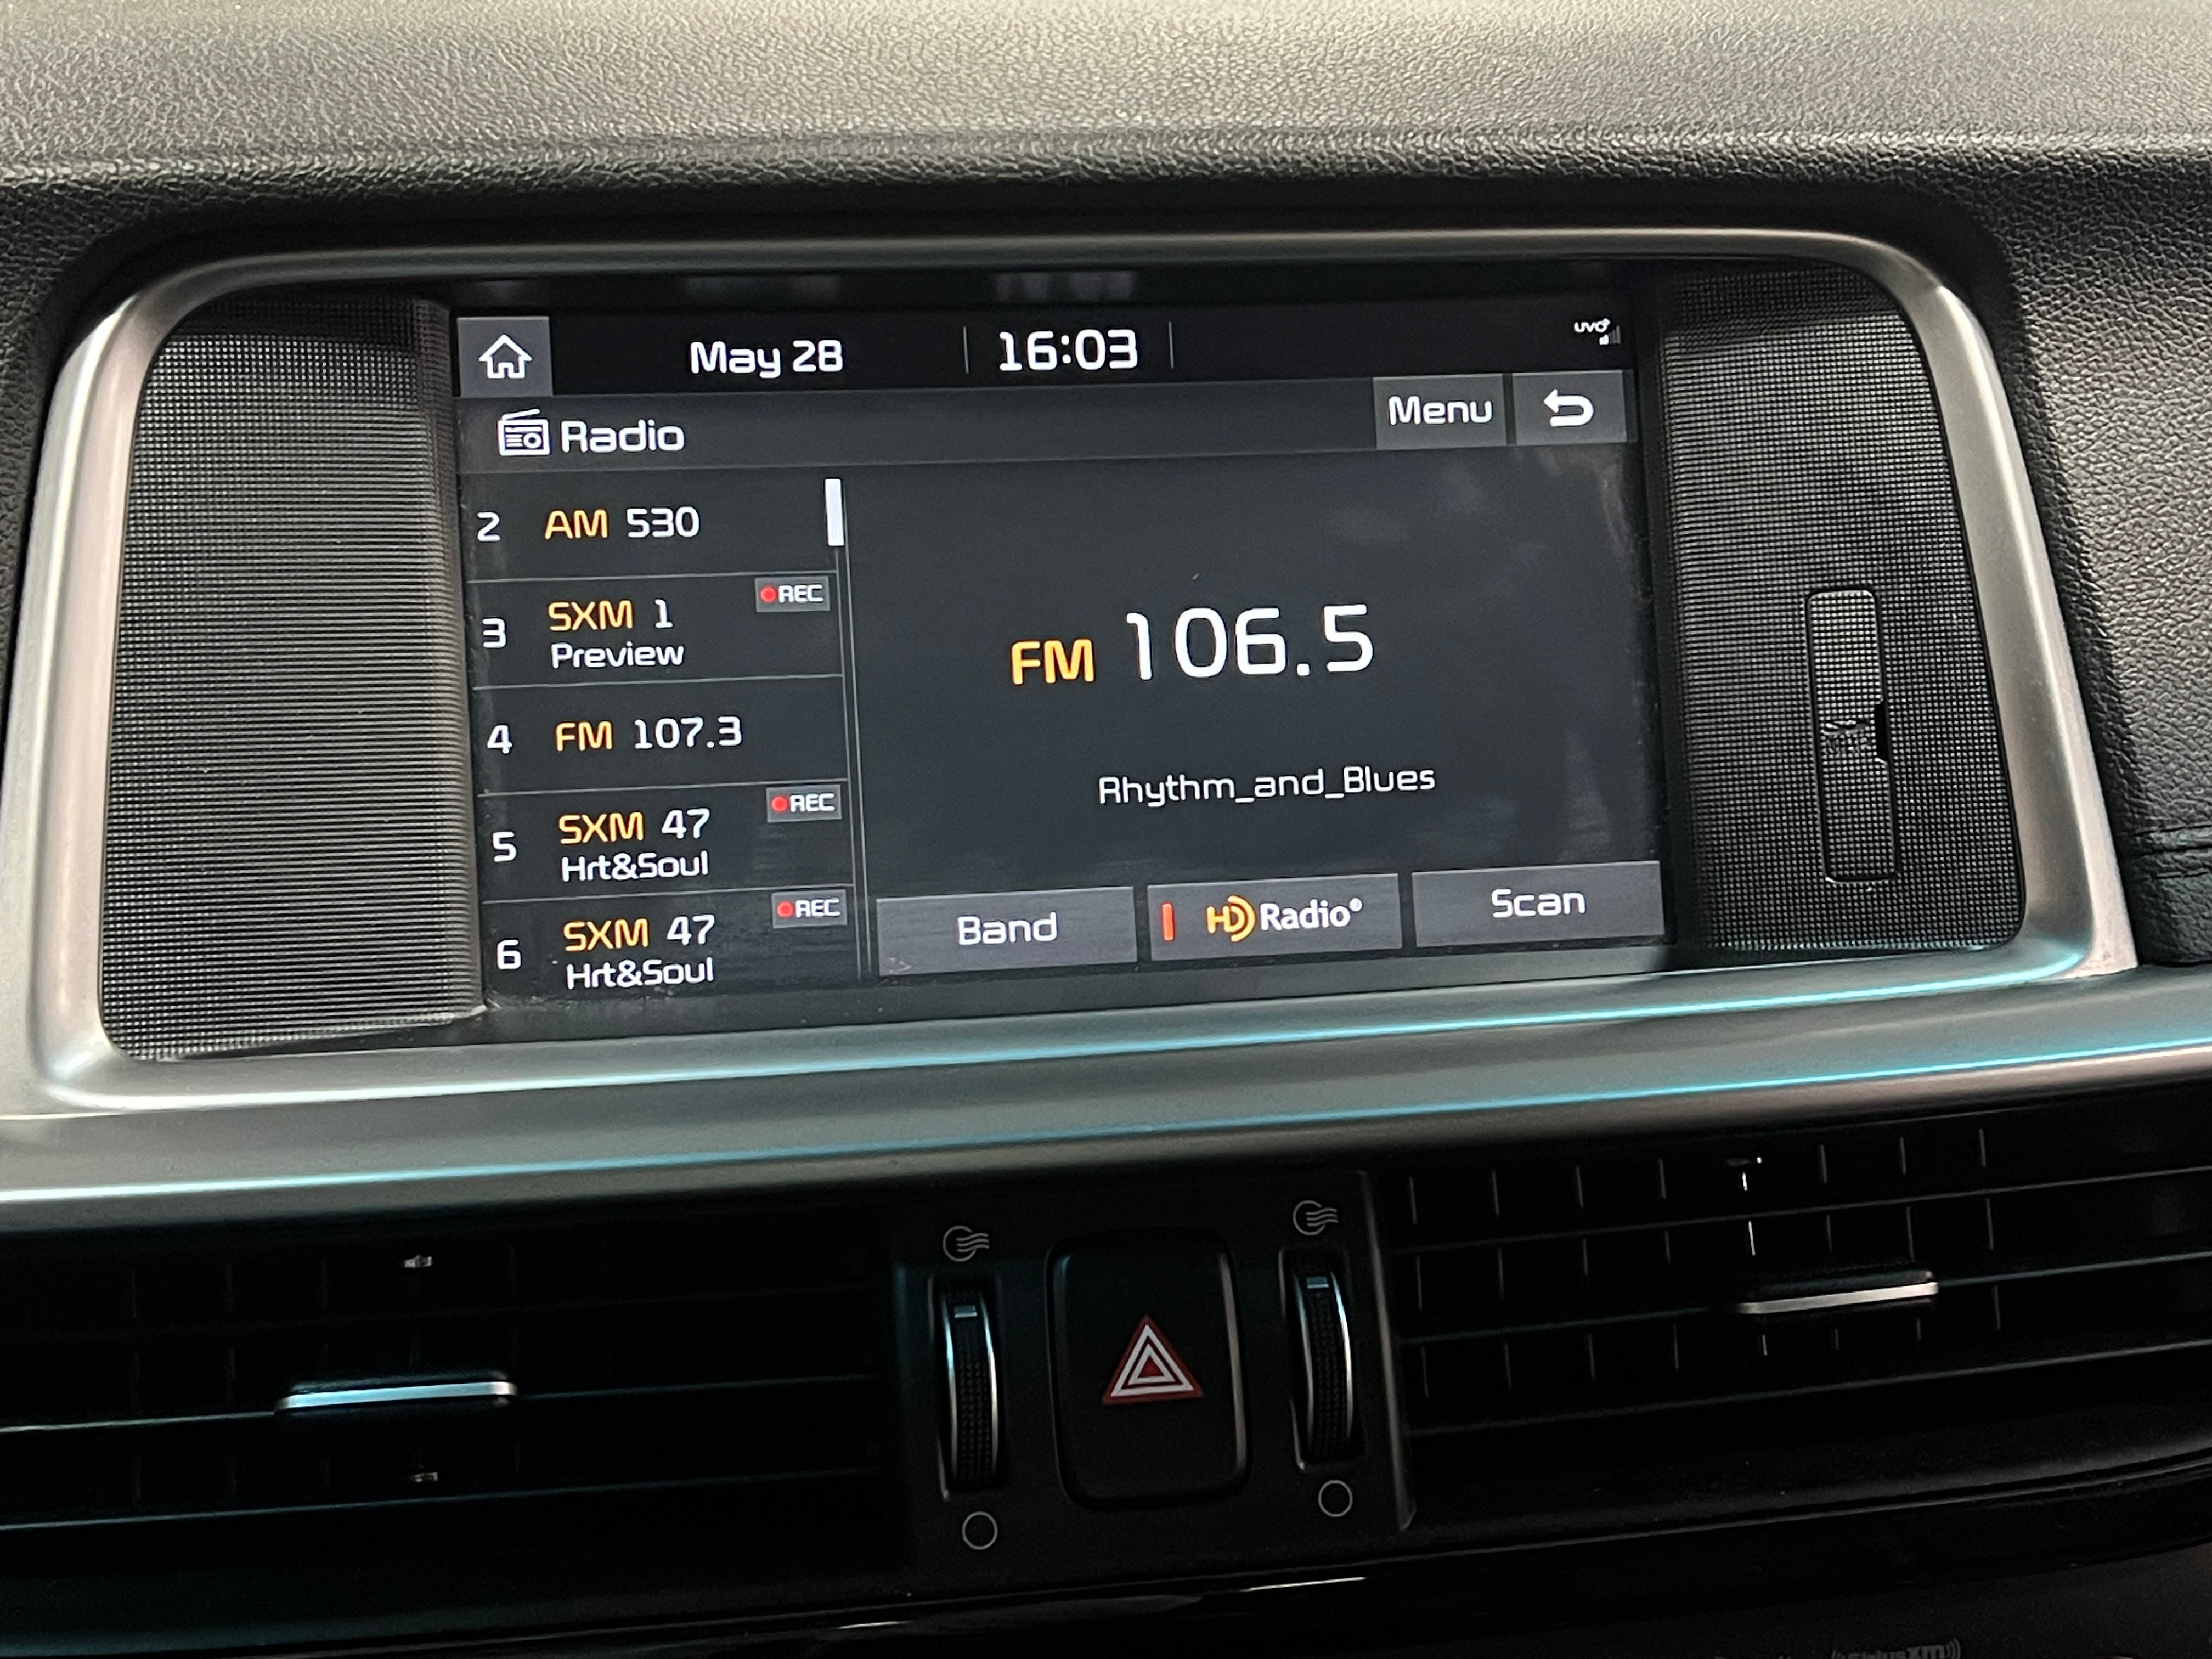 May 28
16:03
UVO
Radio
Menu
2 AM 530
3 SXM 1 REC
Preview
4 FM 107.3
5 SXM 47 REC
Hrt&Soul
6 SXM 47 REC
Hrt&Soul
FM 106.5
Rhythm_and_Blues
Band
HD Radio®
Scan
((SiriusXM))